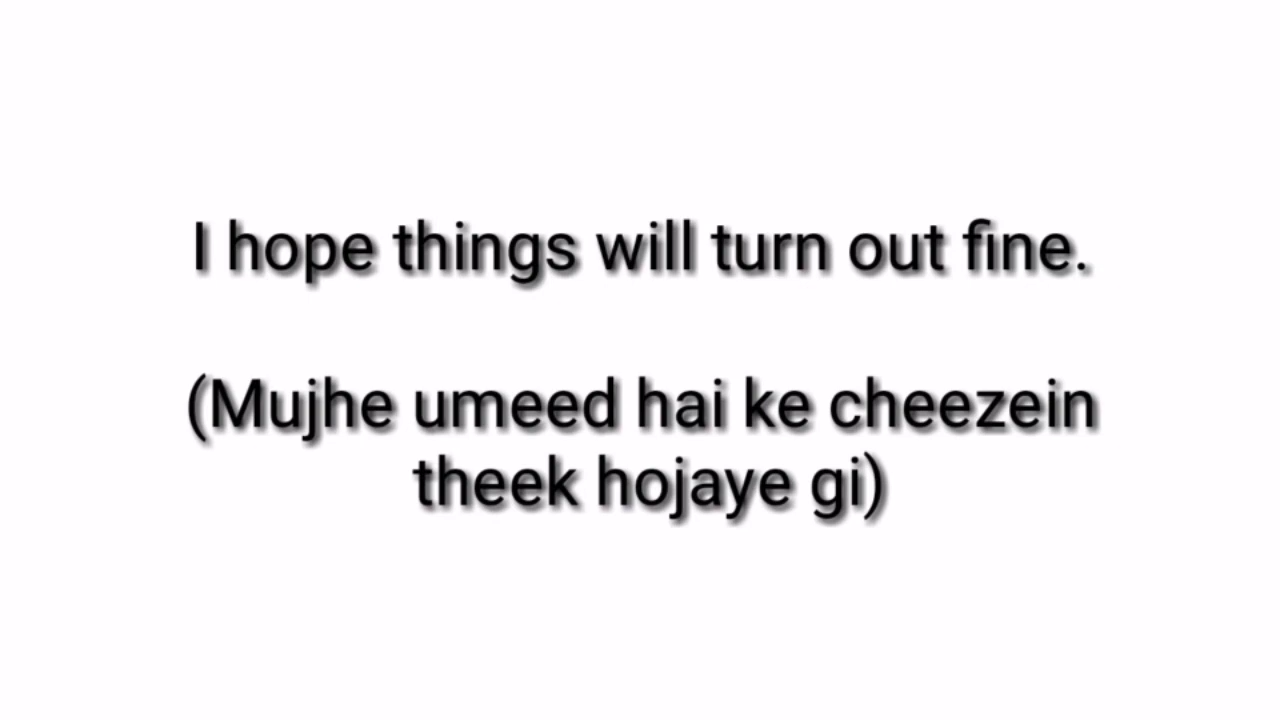 I hope things will turn out fine.
(Mujhe umeed hai ke cheezein
theek hojaye gi)